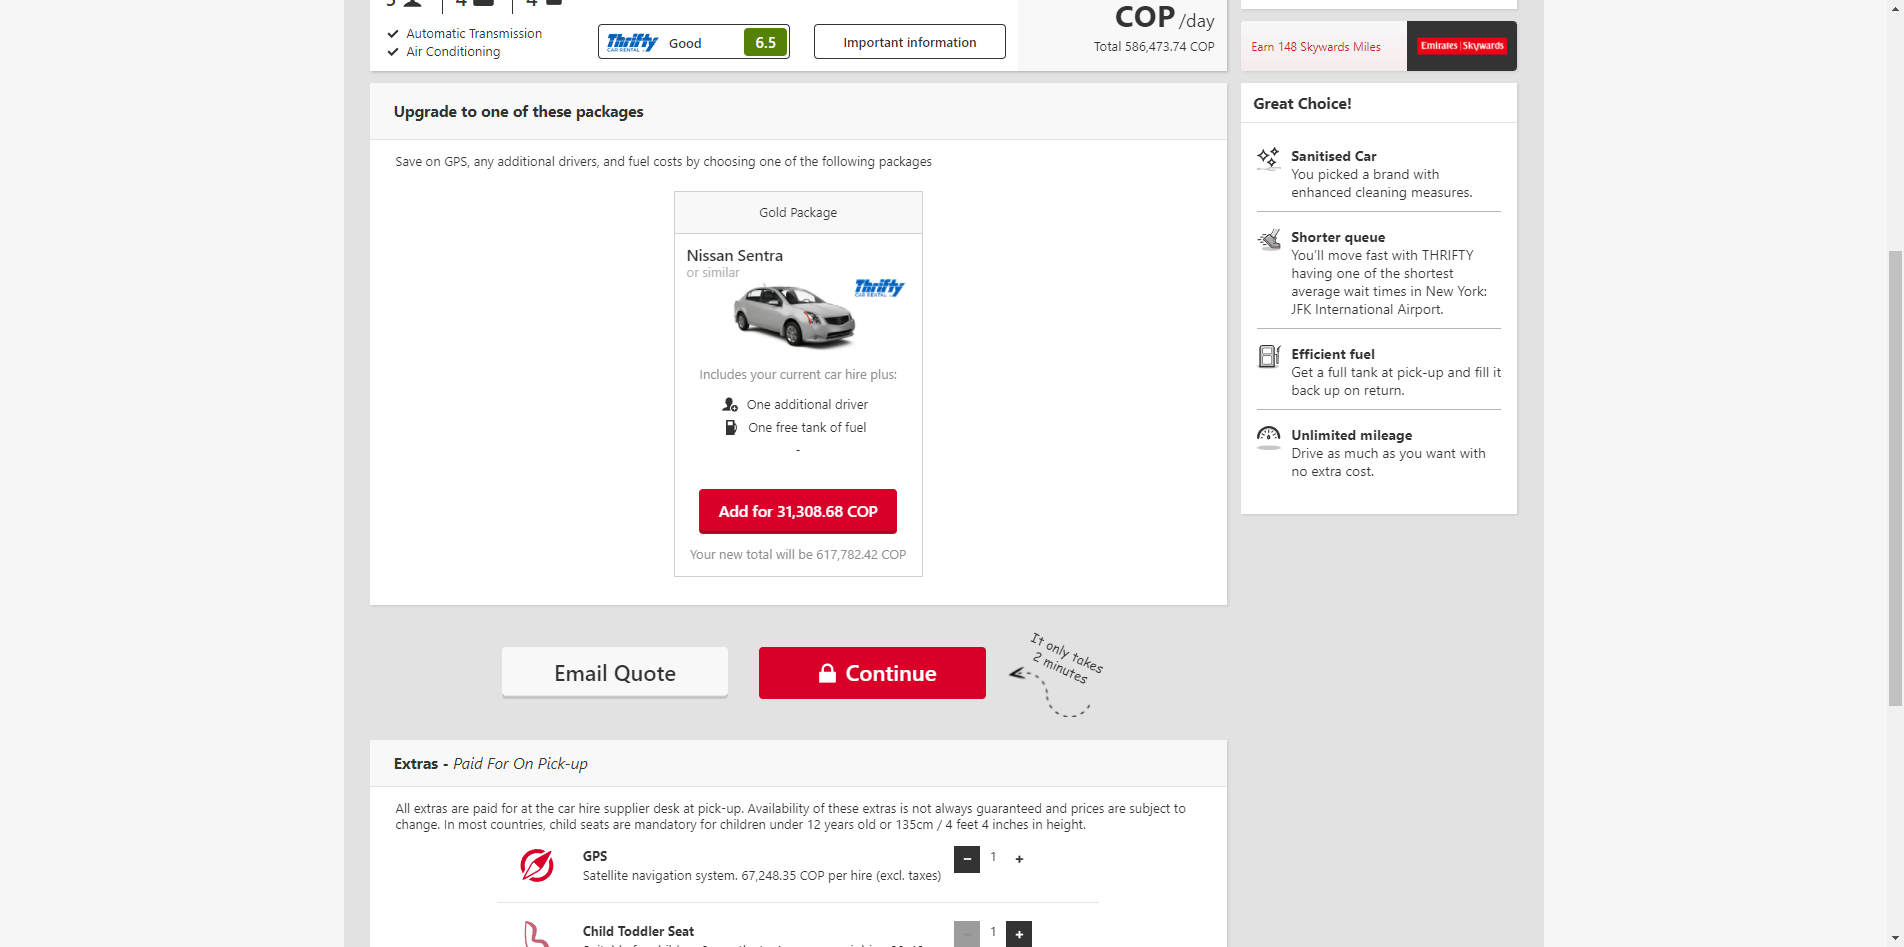 COP /day
Total 586,473.74 COP
Automatic Transmission
Air Conditioning
Thrifty
CAR RENTAL
Good
6.5
Important information
Earn 148 Skywards Miles
Emirates | Skywards
Upgrade to one of these packages
Save on GPS, any additional drivers, and fuel costs by choosing one of the following packages
Gold Package
Nissan Sentra
or similar
Thrifty
CAR RENTAL
Includes your current car hire plus:
One additional driver
One free tank of fuel
-
Add for 31,308.68 COP
Your new total will be 617,782.42 COP
Great Choice!
Sanitised Car
You picked a brand with
enhanced cleaning measures.
Shorter queue
You'll move fast with THRIFTY
having one of the shortest
average wait times in New York:
JFK International Airport.
Efficient fuel
Get a full tank at pick-up and fill it
back up on return.
Unlimited mileage
Drive as much as you want with
no extra cost.
Email Quote
Continue
It only takes
2 minutes
Extras - Paid For On Pick-up
All extras are paid for at the car hire supplier desk at pick-up. Availability of these extras is not always guaranteed and prices are subject to
change. In most countries, child seats are mandatory for children under 12 years old or 135cm / 4 feet 4 inches in height.
GPS
Satellite navigation system. 67,248.35 COP per hire (excl. taxes)
- 1 +
Child Toddler Seat
- 1 +